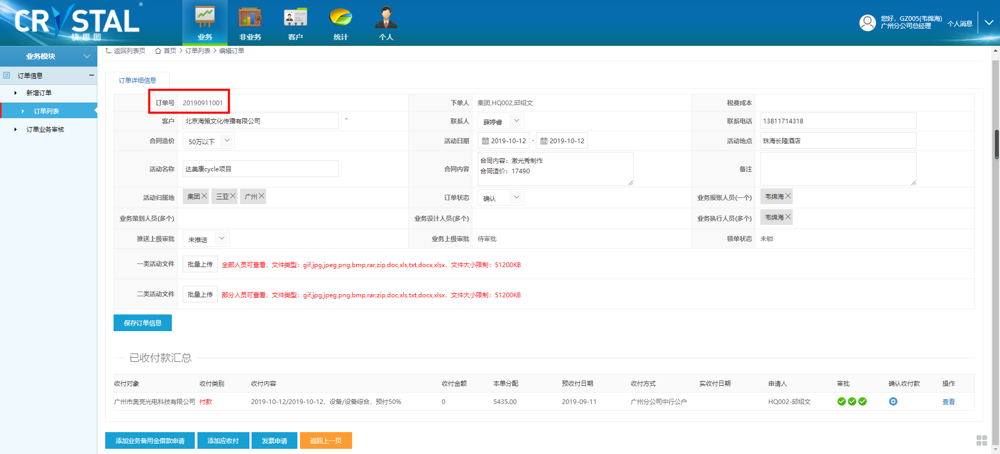 CRYSTAL®
快思图
业务
非业务
客户
统计
个人
您好，GZ005(韦绵海)
广州分公司总经理
个人消息
业务模块
订单信息
新增订单
订单列表
订单业务审核
返回列表页 首页 > 订单列表 > 编辑订单
订单详细信息
订单号 20190911001 下单人 集团,HQ002,邱绍文 税费成本
客户 北京海策文化传播有限公司 * 联系人 薛婷睿 联系电话 13811714318
合同造价 50万以下 活动日期 2019-10-12 - 2019-10-12 活动地点 珠海长隆酒店
活动名称 达美康cycle项目 合同内容 合同内容：激光秀制作
合同造价：17490
备注
活动归属地 集团 三亚 广州 订单状态 确认 业务报账人员(一个) 韦绵海
业务策划人员(多个) 业务设计人员(多个) 业务执行人员(多个) 韦绵海
推送上级审批 未推送 业务上级审批 待审批 锁单状态 未锁
一类活动文件 批量上传 全部人员可查看，文件类型：gif,jpg,jpeg,png,bmp,rar,zip,doc,xls,txt,docx,xlsx，文件大小限制：51200KB
二类活动文件 批量上传 部分人员可查看，文件类型：gif,jpg,jpeg,png,bmp,rar,zip,doc,xls,txt,docx,xlsx，文件大小限制：51200KB
保存订单信息
已收付款汇总
收付对象 收付类别 收付内容 收付金额 本单分配 预收付日期 收付方式 实收付日期 申请人 审批 确认收付款 操作
广州市奥亮光电科技有限公司 付款 2019-10-12/2019-10-12，设备/设备综合，预付50% 0 5435.00 2019-09-11 广州分公司中行公户 HQ002-邱绍文 查看
添加业务备用金借款申请 添加应收付 发票申请 返回上一页